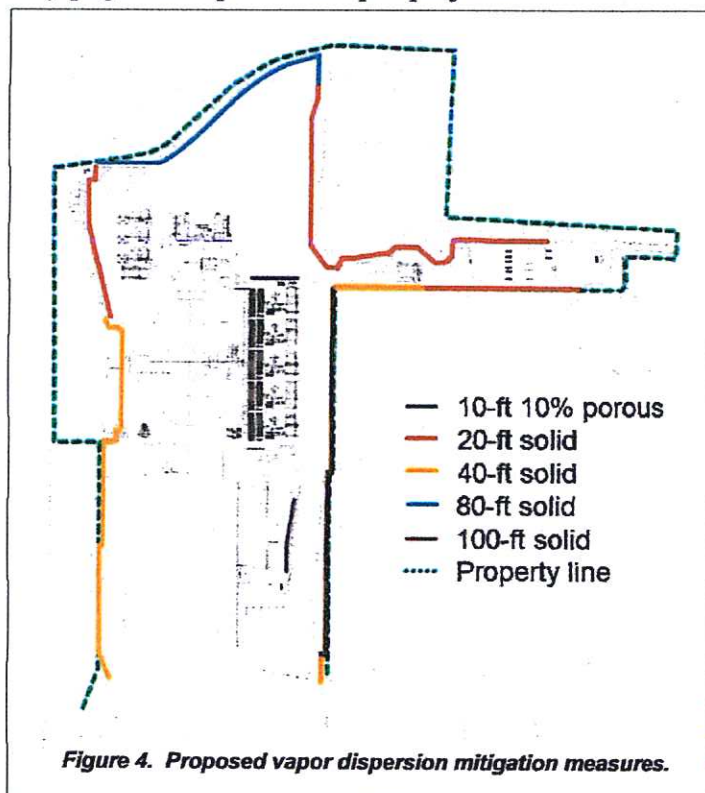 10-ft 10% porous
20-ft solid
40-ft solid
80-ft solid
100-ft solid
Property line
Figure 4. Proposed vapor dispersion mitigation measures.